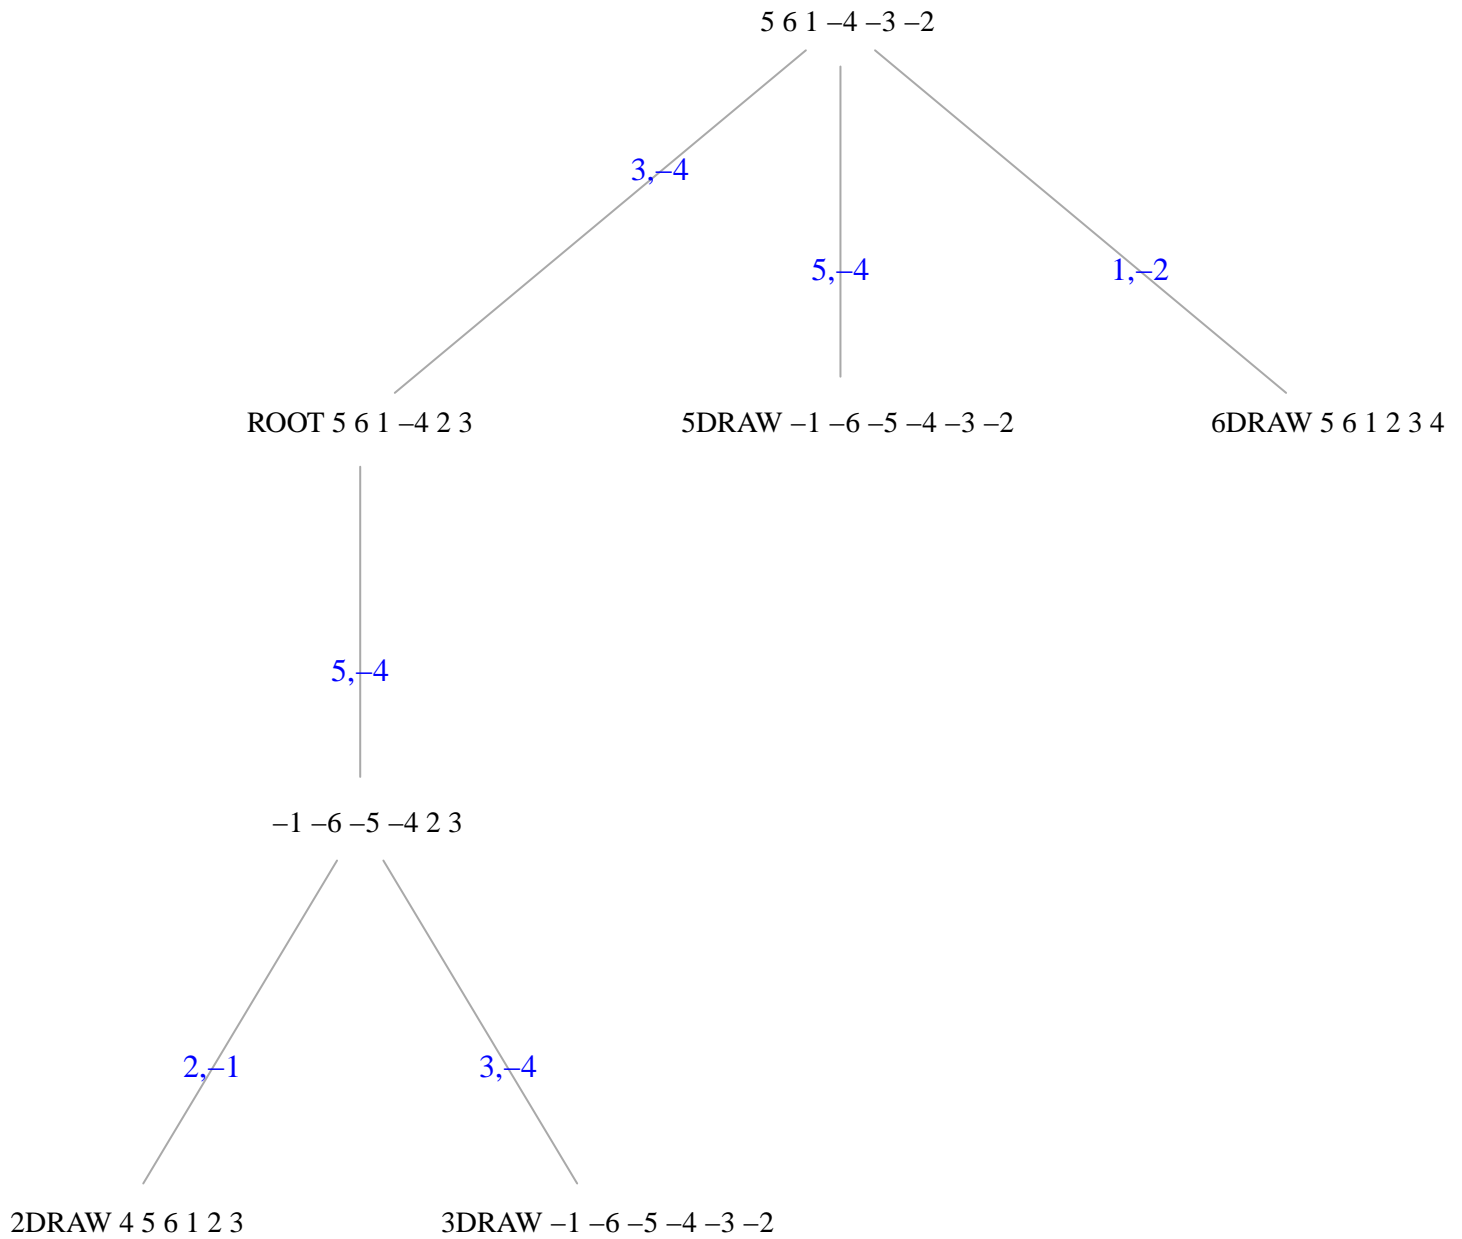 5 6 1 –4 –3 –2
3,–4
5,–4
1,–2
ROOT 5 6 1 –4 2 3
5DRAW –1 –6 –5 –4 –3 –2
6DRAW 5 6 1 2 3 4
5,–4
–1 –6 –5 –4 2 3
2,–1
3,–4
2DRAW 4 5 6 1 2 3
3DRAW –1 –6 –5 –4 –3 –2